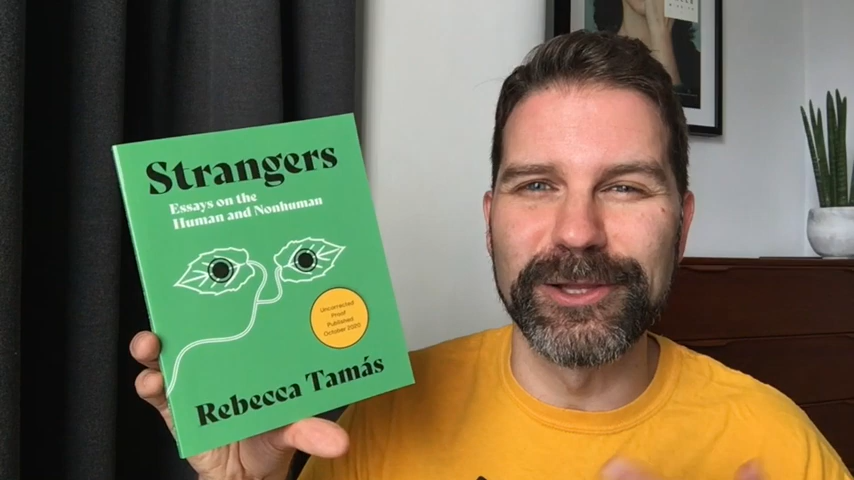 Strangers
Essays on the
Human and Nonhuman
Uncorrected
Proof
Published
October 2020
Rebecca Tamás